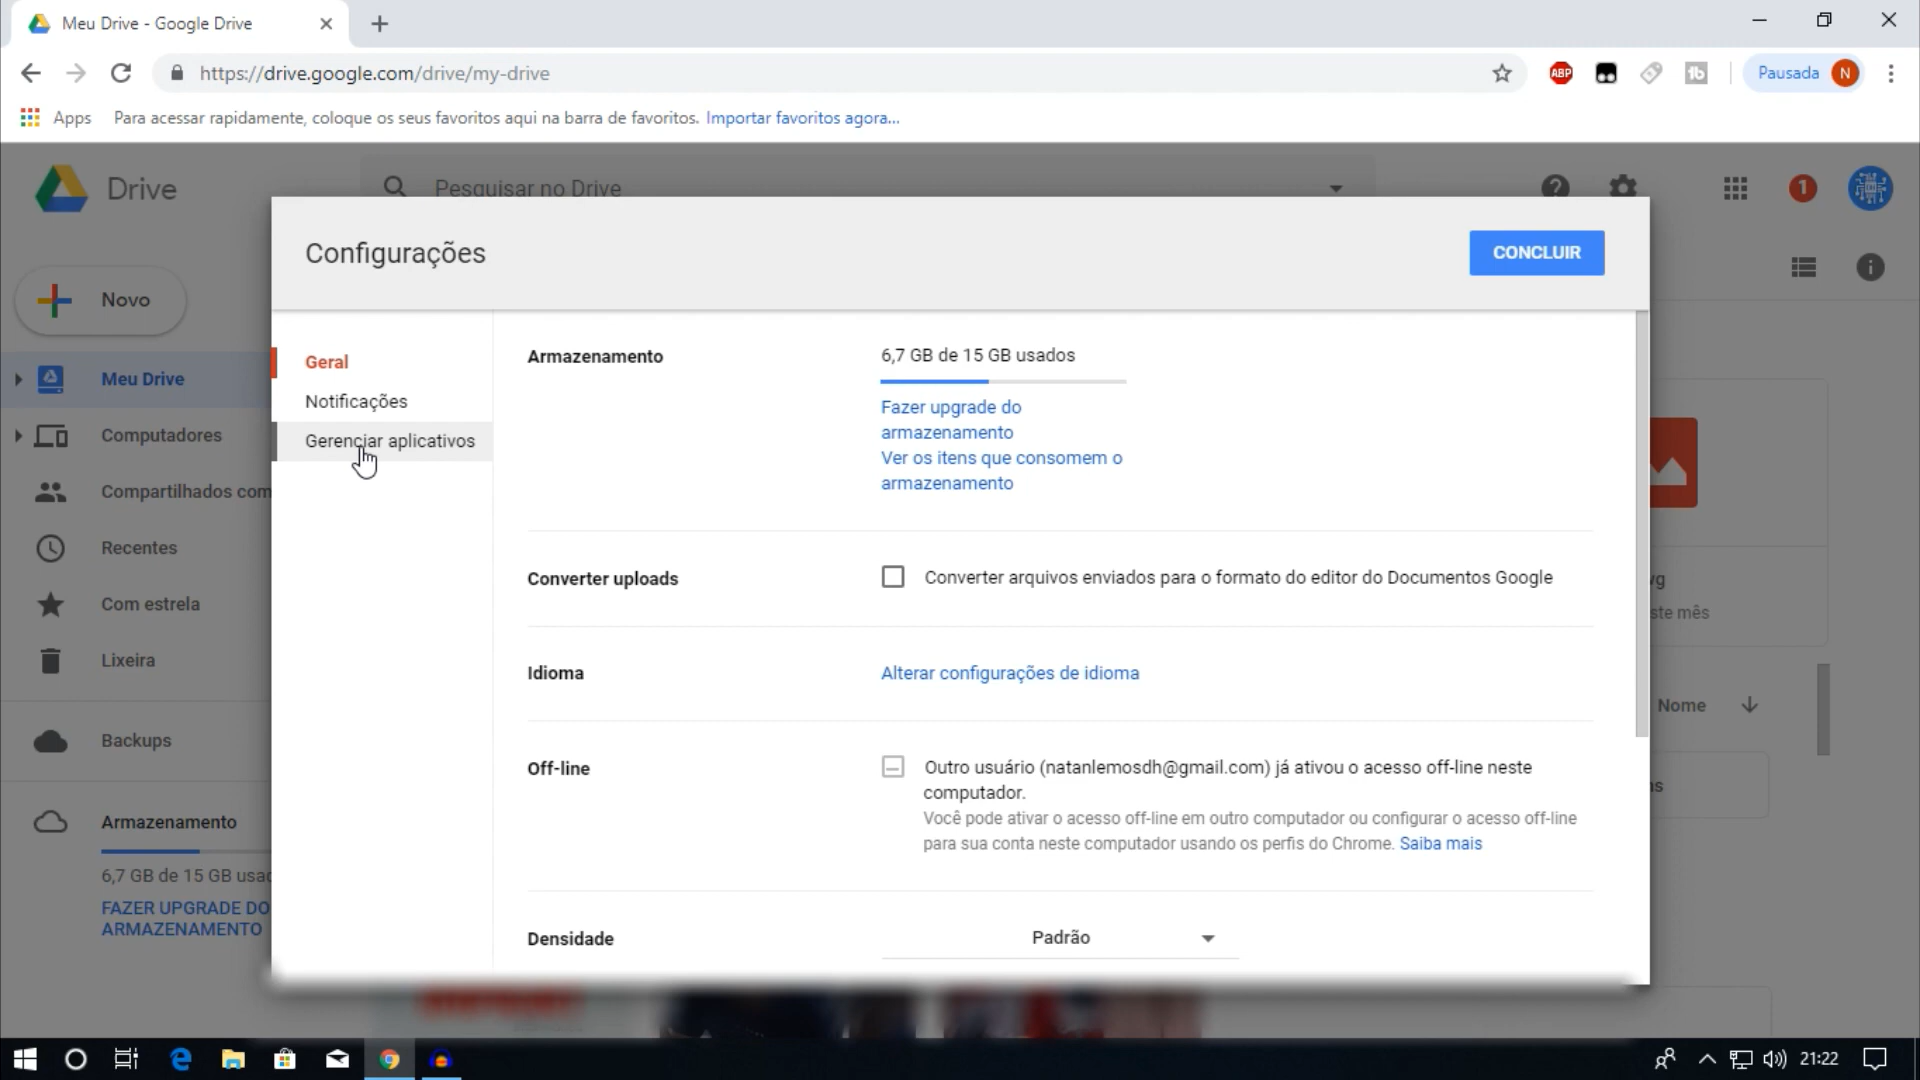 Meu Drive - Google Drive
https://drive.google.com/drive/my-drive
ABP
Pausada
N
Apps
Para acessar rapidamente, coloque os seus favoritos aqui na barra de favoritos. Importar favoritos agora...
Drive
Pesquisar no Drive
1
Configurações
CONCLUIR
Novo
Meu Drive
Computadores
Compartilhados com
Recentes
Com estrela
Lixeira
Backups
Armazenamento
6,7 GB de 15 GB usad
FAZER UPGRADE DO
ARMAZENAMENTO
Geral
Notificações
Gerenciar aplicativos
Armazenamento
6,7 GB de 15 GB usados
Fazer upgrade do
armazenamento
Ver os itens que consomem o
armazenamento
Converter uploads
Converter arquivos enviados para o formato do editor do Documentos Google
Idioma
Alterar configurações de idioma
Off-line
Outro usuário (natanlemosdh@gmail.com) já ativou o acesso off-line neste
computador.
Você pode ativar o acesso off-line em outro computador ou configurar o acesso off-line
para sua conta neste computador usando os perfis do Chrome. Saiba mais
Densidade
Padrão
ste mês
Nome
21:22